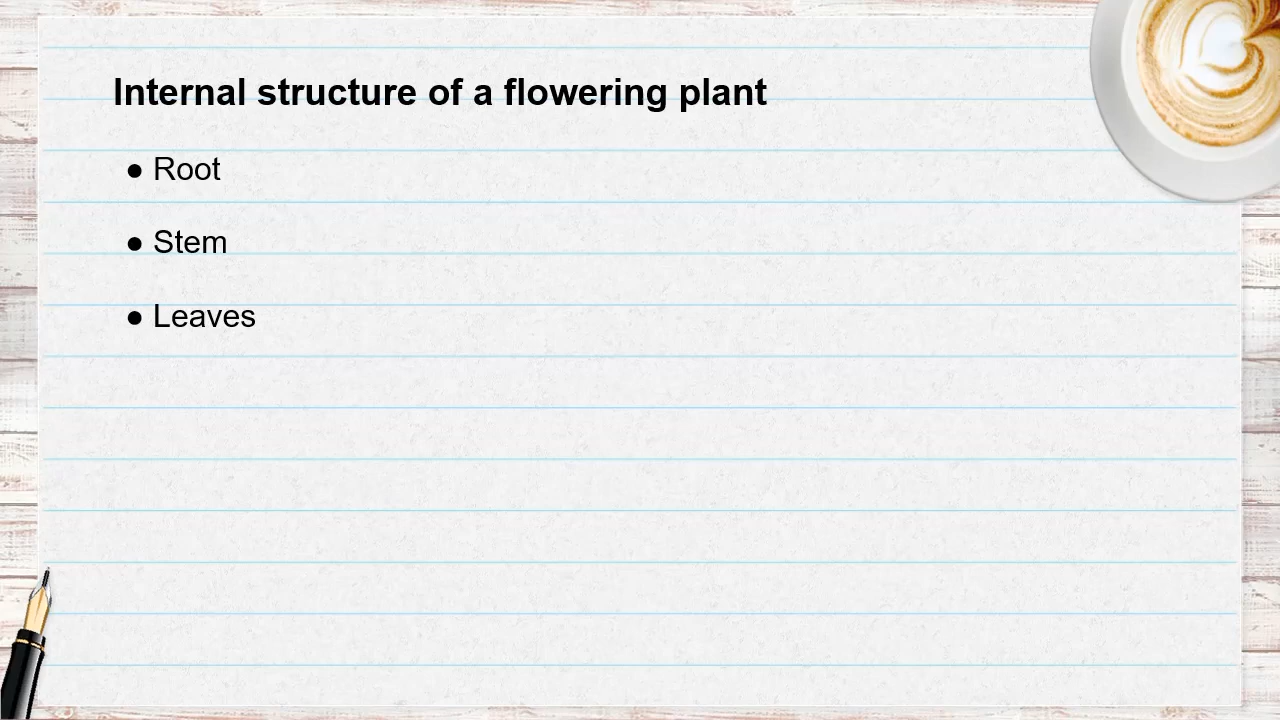 Internal structure of a flowering plant
● Root
● Stem
● Leaves